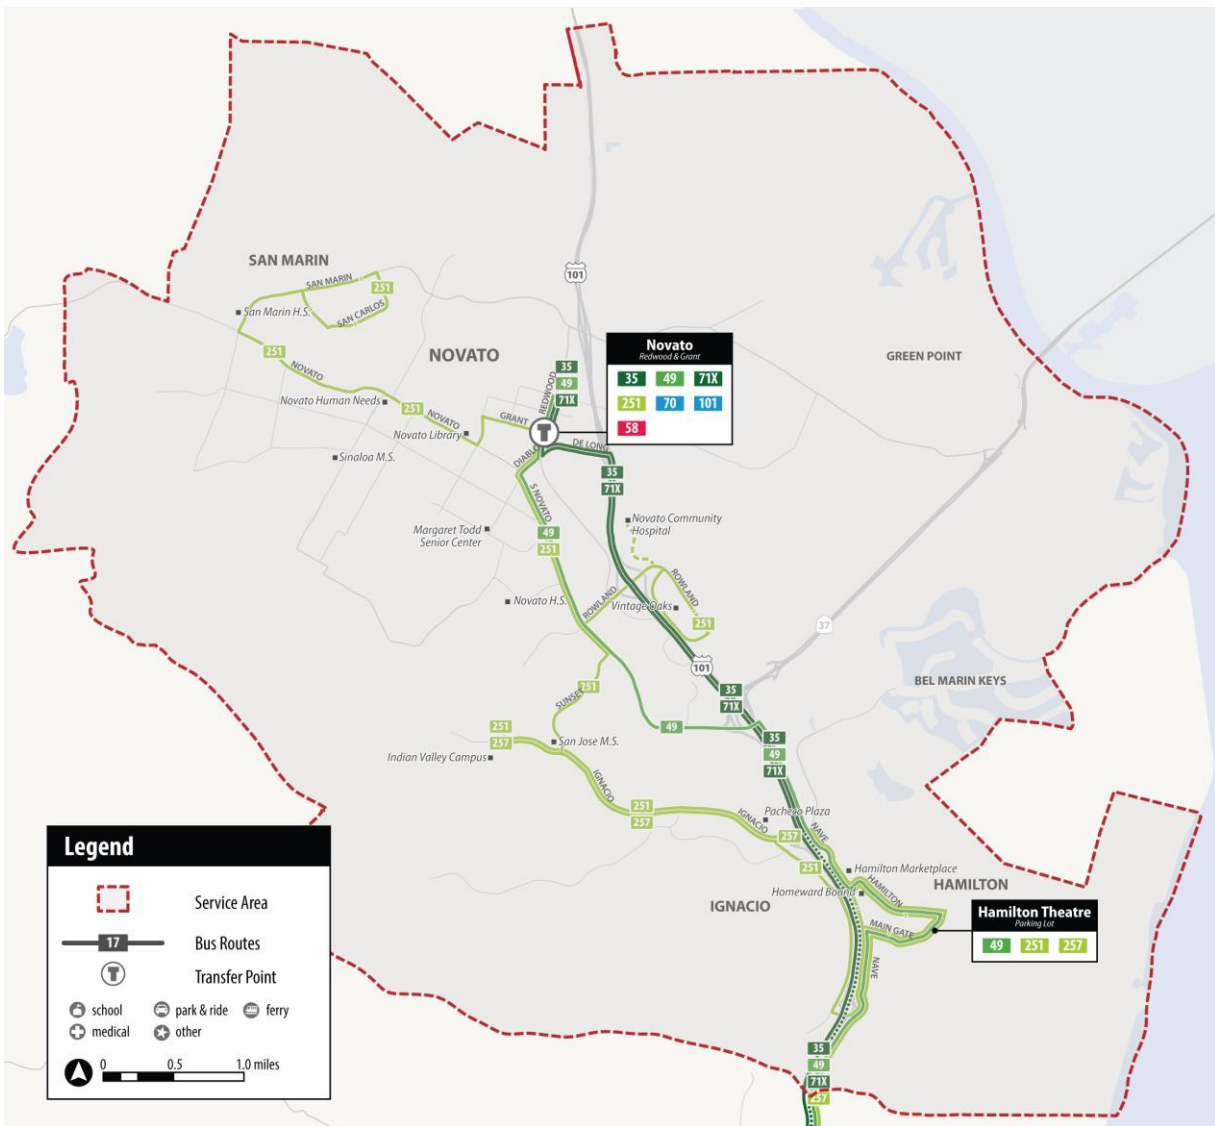 SAN MARIN
SAN MARIN
251
SAN CARLOS
San Marin H.S.
101
NOVATO
Novato
Redwood & Grant
35 49 71X
251 70 101
58
GREEN POINT
251
NOVATO
35
49
71X
REDWOOD
Novato Human Needs
251
NOVATO
GRANT
T
Novato Library
DIABLO
DE LONG
Sinaloa M.S.
35
71X
S NOVATO
Novato Community
Hospital
Margaret Todd
Senior Center
49
251
ROWLAND
ROWLAND
Novato H.S.
Vintage Oaks
251
37
101
BEL MARIN KEYS
251
SUNSET
35
71X
251
257
49
35
49
71X
San Jose M.S.
Indian Valley Campus
IGNACIO
251
257
IGNACIO
Pacheco Plaza
257
NAVE
251
Hamilton Marketplace
HAMILTON
HAMILTON
Homeward Bound
IGNACIO
MAIN GATE
Hamilton Theatre
Parking Lot
49 251 257
NAVE
35
49
71X
257
Legend
Service Area
17
Bus Routes
T
Transfer Point
school
park & ride
ferry
medical
other
0 0.5 1.0 miles